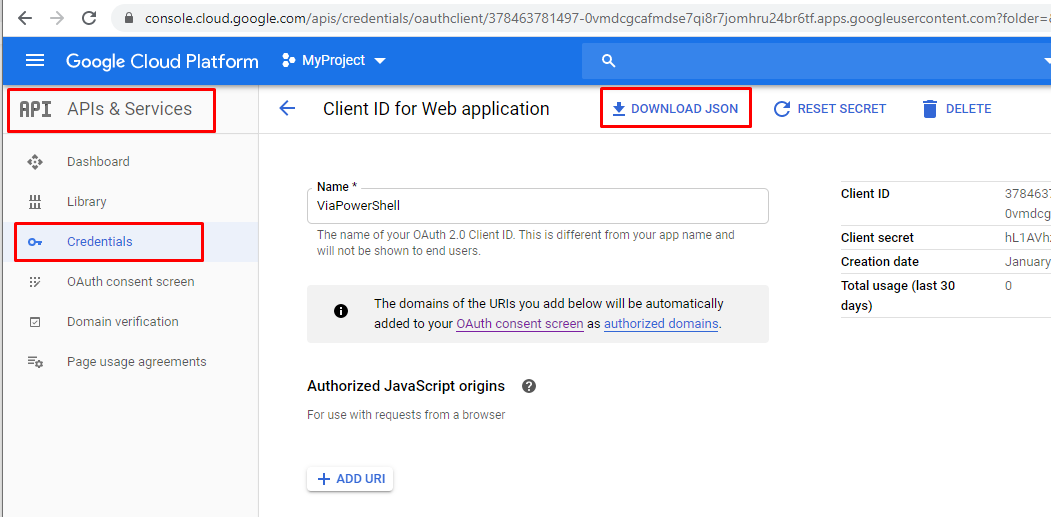 console.cloud.google.com/apis/credentials/oauthclient/378463781497-0vmdcgcafmdse7qi8r7jomhru24br6tf.apps.googleusercontent.com?folder=
Google Cloud Platform
MyProject
API APIs & Services
Client ID for Web application
DOWNLOAD JSON
RESET SECRET
DELETE
Dashboard
Library
Credentials
OAuth consent screen
Domain verification
Page usage agreements
Name *
ViaPowerShell
The name of your OAuth 2.0 Client ID. This is different from your app name and
will not be shown to end users.
The domains of the URIs you add below will be automatically
added to your OAuth consent screen as authorized domains.
Authorized JavaScript origins
For use with requests from a browser
ADD URI
Client ID 378463
0vmdcg
Client secret hL1AVh
Creation date January
Total usage (last 30 0
days)